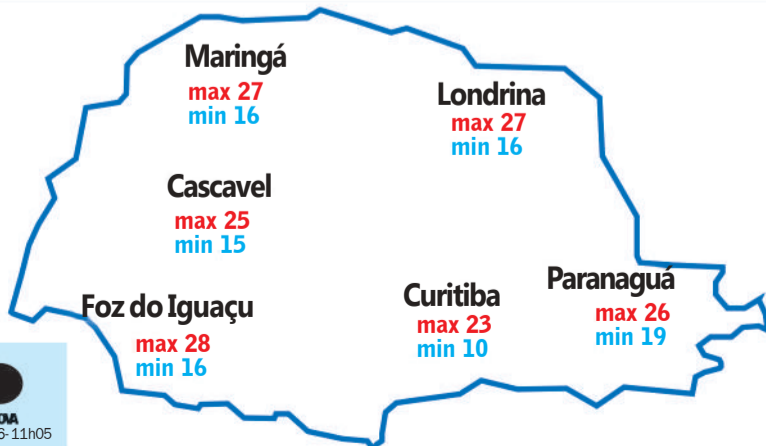 Maringá
max 27
min 16
Londrina
max 27
min 16
Cascavel
max 25
min 15
Foz do Iguaçu
max 28
min 16
Curitiba
max 23
min 10
Paranaguá
max 26
min 19
-11h05